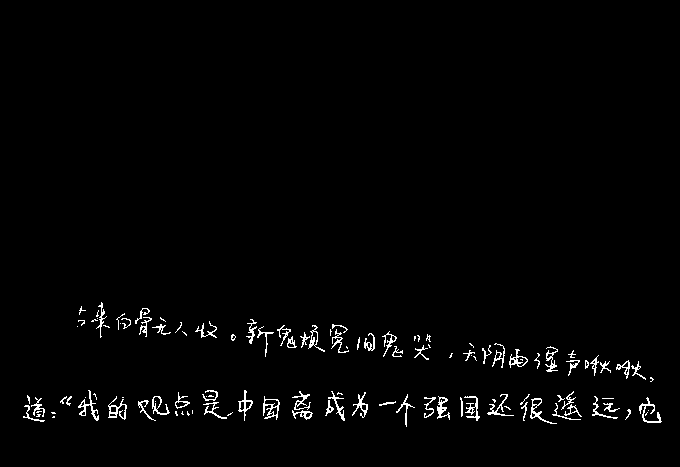 古来白骨无人收。新鬼烦冤旧鬼哭,天阴雨湿声啾啾。
道:“我的观点是中国离成为一个强国还很遥远,它